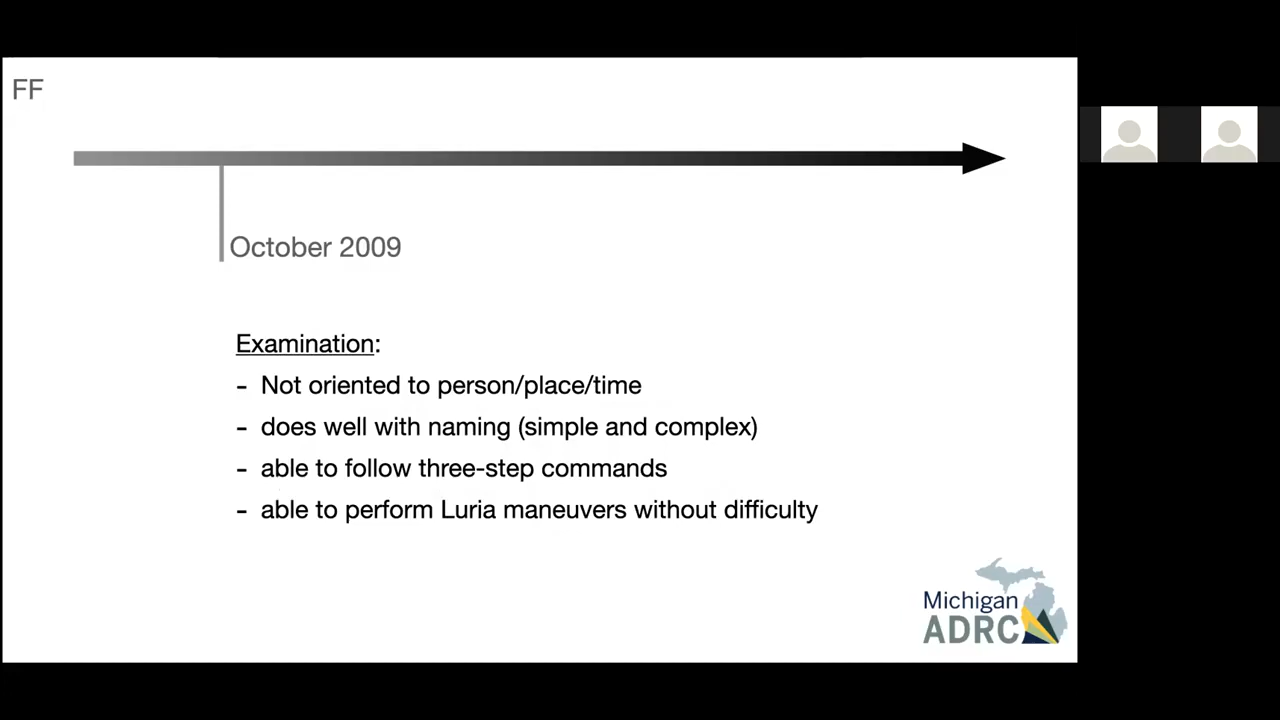 FF
October 2009
Examination:
- Not oriented to person/place/time
- does well with naming (simple and complex)
- able to follow three-step commands
- able to perform Luria maneuvers without difficulty
Michigan
ADRC